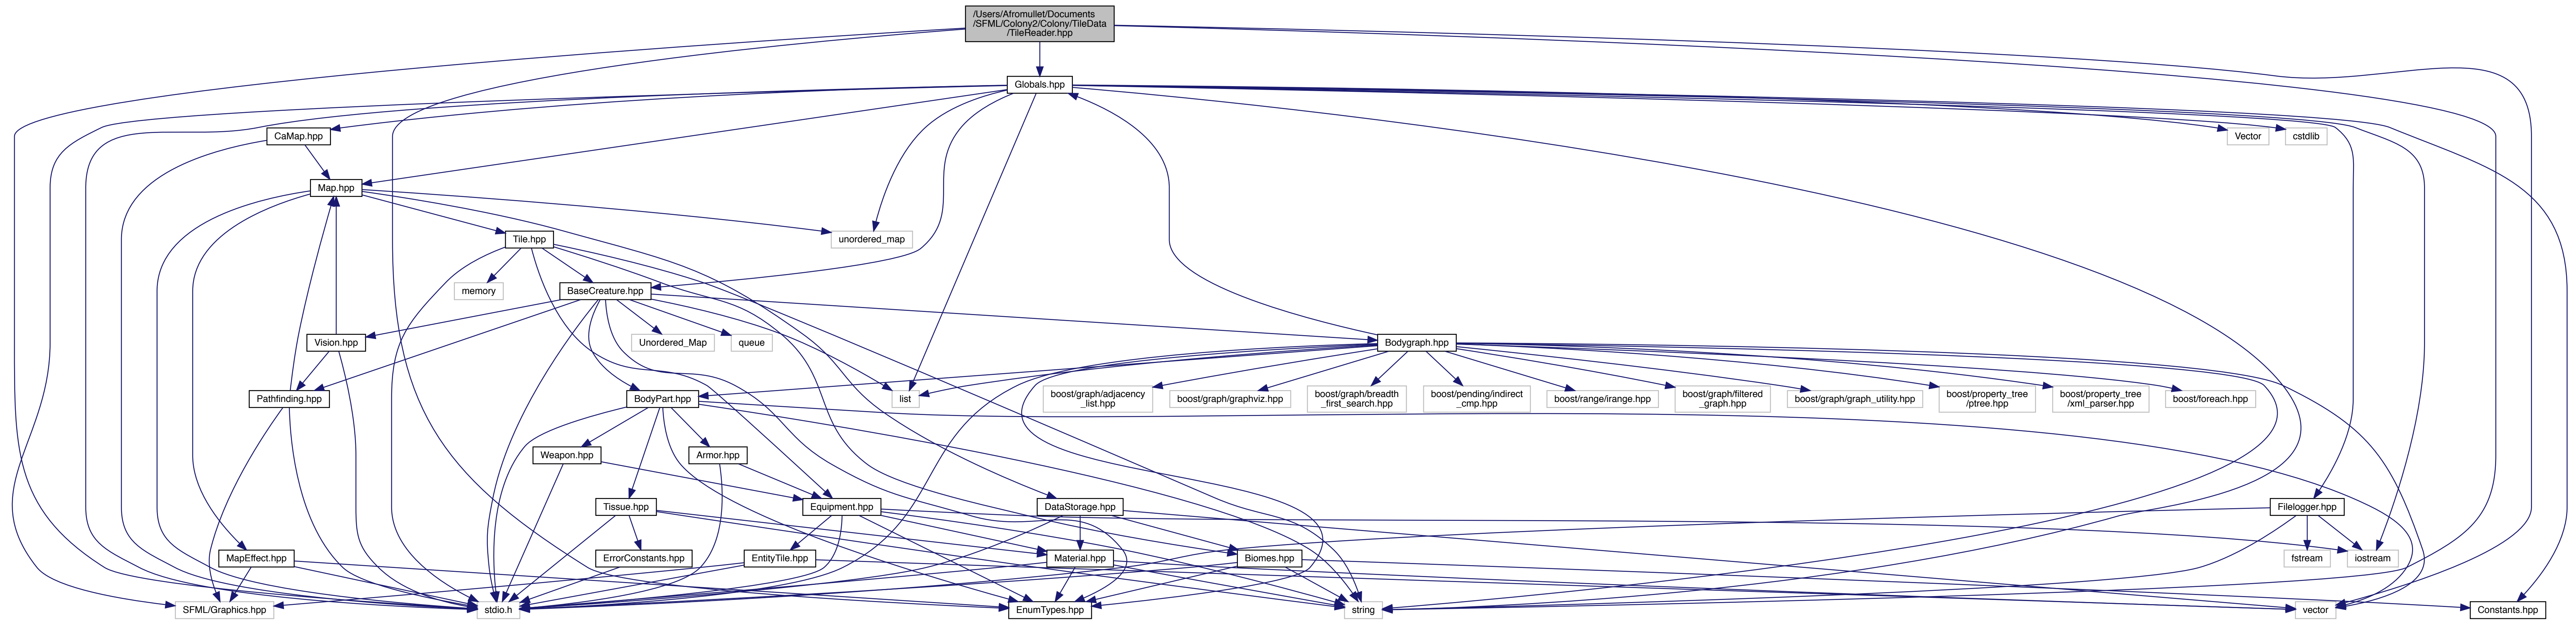 /Users/Afromullet/Documents
/SFML/Colony2/Colony/TileData
/TileReader.hpp
Globals.hpp
CaMap.hpp
Vector
cstdlib
Map.hpp
Tile.hpp
unordered_map
memory
BaseCreature.hpp
Vision.hpp
Unordered_Map
queue
Bodygraph.hpp
Pathfinding.hpp
BodyPart.hpp
list
boost/graph/adjacency
_list.hpp
boost/graph/graphviz.hpp
boost/graph/breadth
_first_search.hpp
boost/pending/indirect
_cmp.hpp
boost/range/irange.hpp
boost/graph/filtered
_graph.hpp
boost/graph/graph_utility.hpp
boost/property_tree
/ptree.hpp
boost/property_tree
/xml_parser.hpp
boost/foreach.hpp
Weapon.hpp
Armor.hpp
Tissue.hpp
Equipment.hpp
DataStorage.hpp
Filelogger.hpp
MapEffect.hpp
ErrorConstants.hpp
EntityTile.hpp
Material.hpp
Biomes.hpp
fstream
iostream
SFML/Graphics.hpp
stdio.h
EnumTypes.hpp
string
vector
Constants.hpp